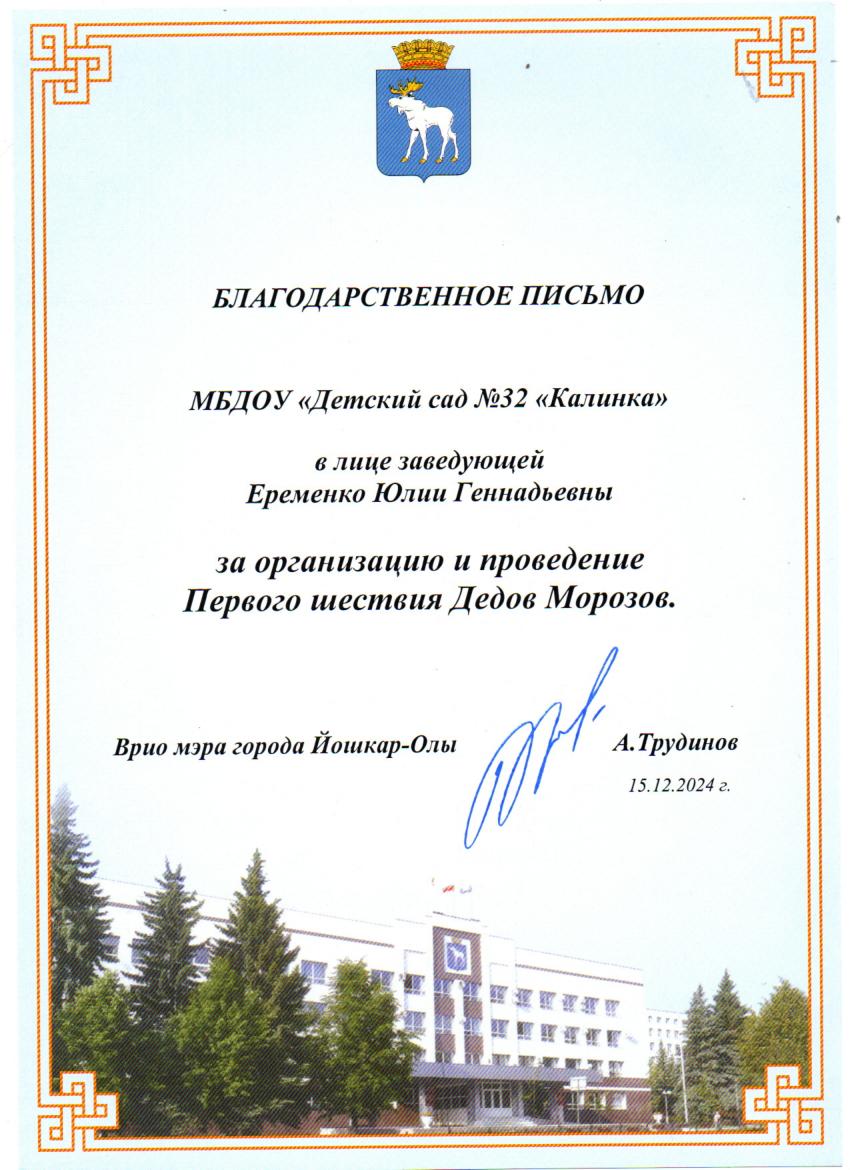 БЛАГОДАРСТВЕННОЕ ПИСЬМО
МБДОУ «Детский сад №32 «Калинка»
в лице заведующей
Еременко Юлии Геннадьевны
за организацию и проведение
Первого шествия Дедов Морозов.
Врио мэра города Йошкар-Олы А.Трудинов
15.12.2024 г.